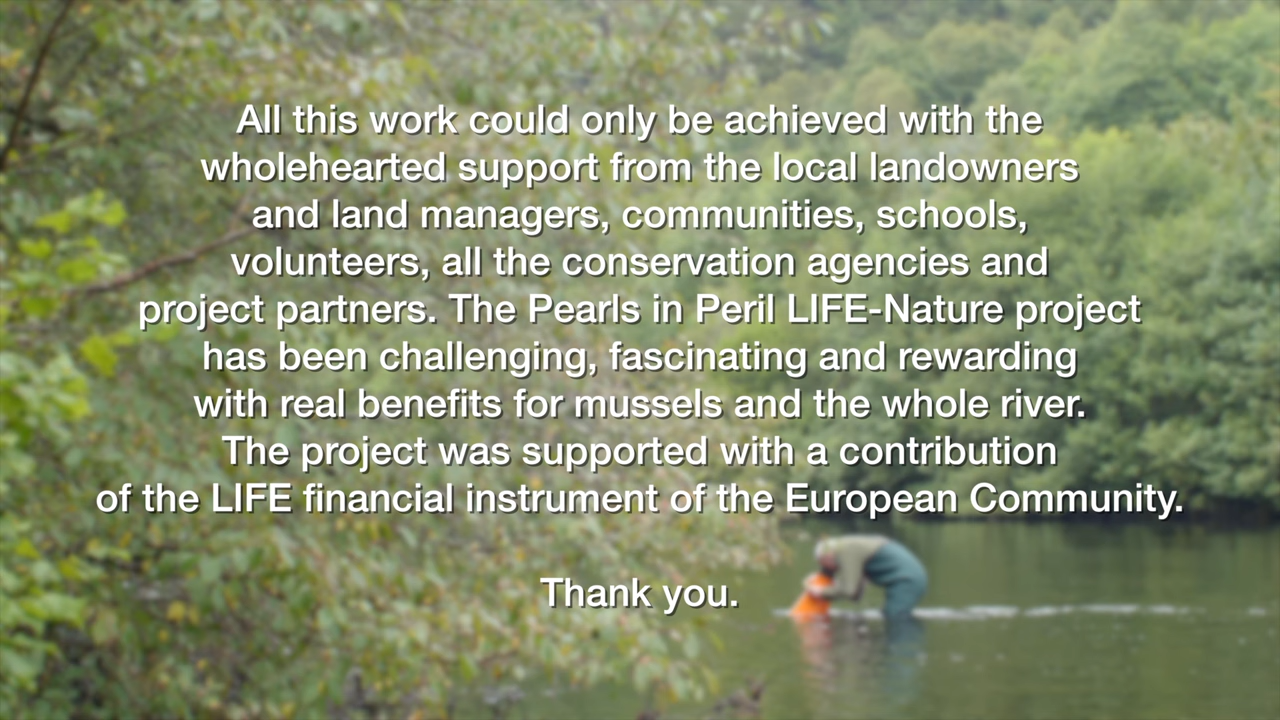 All this work could only be achieved with the
wholehearted support from the local landowners
and land managers, communities, schools,
volunteers, all the conservation agencies and
project partners. The Pearls in Peril LIFE-Nature project
has been challenging, fascinating and rewarding
with real benefits for mussels and the whole river.
The project was supported with a contribution
of the LIFE financial instrument of the European Community.
Thank you.